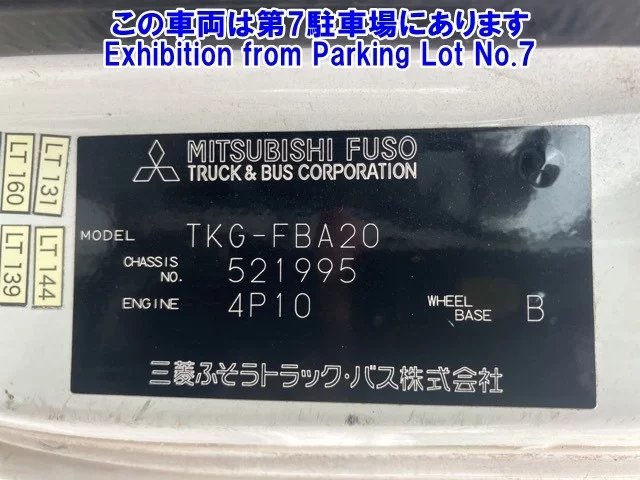 この車両は第7駐車場にあります
Exhibition from Parking Lot No.7
MITSUBISHI FUSO
TRUCK & BUS CORPORATION
MODEL TKG-FBA20
CHASSIS NO. 521995
ENGINE 4P10
WHEEL BASE B
三菱ふそうトラック・バス株式会社
LT 131
LT 160
LT 144
LT 139